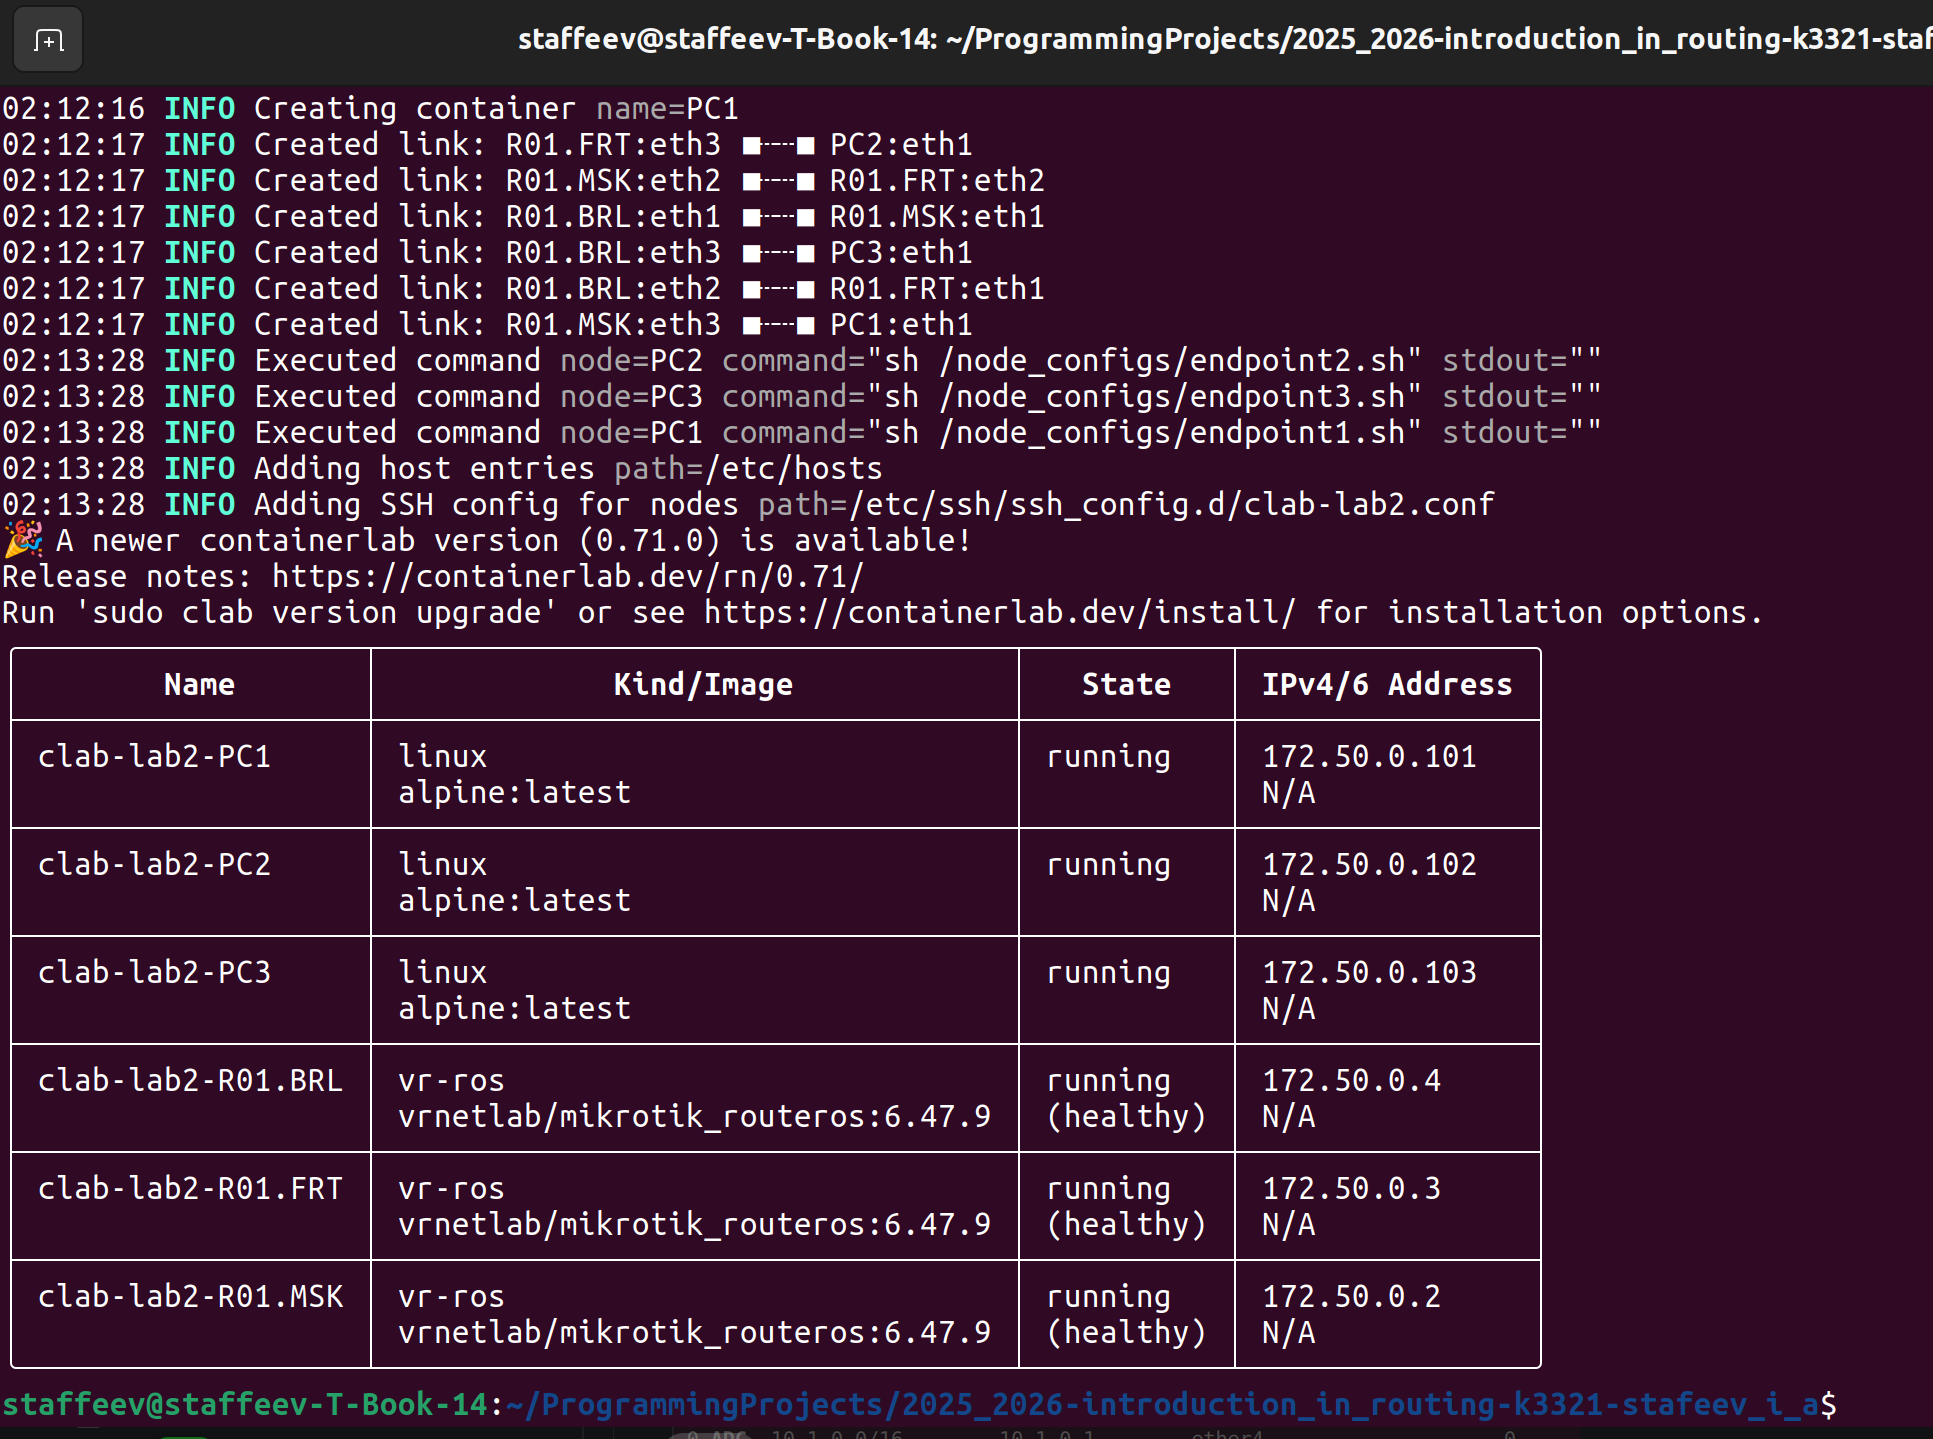 staffeev@staffeev-T-Book-14: ~/ProgrammingProjects/2025_2026-introduction_in_routing-k3321-staf
02:12:16 INFO Creating container name=PC1
02:12:17 INFO Created link: R01.FRT:eth3 ■┄┄■ PC2:eth1
02:12:17 INFO Created link: R01.MSK:eth2 ■┄┄■ R01.FRT:eth2
02:12:17 INFO Created link: R01.BRL:eth1 ■┄┄■ R01.MSK:eth1
02:12:17 INFO Created link: R01.BRL:eth3 ■┄┄■ PC3:eth1
02:12:17 INFO Created link: R01.BRL:eth2 ■┄┄■ R01.FRT:eth1
02:12:17 INFO Created link: R01.MSK:eth3 ■┄┄■ PC1:eth1
02:13:28 INFO Executed command node=PC2 command="sh /node_configs/endpoint2.sh" stdout=""
02:13:28 INFO Executed command node=PC3 command="sh /node_configs/endpoint3.sh" stdout=""
02:13:28 INFO Executed command node=PC1 command="sh /node_configs/endpoint1.sh" stdout=""
02:13:28 INFO Adding host entries path=/etc/hosts
02:13:28 INFO Adding SSH config for nodes path=/etc/ssh/ssh_config.d/clab-lab2.conf
🎉 A newer containerlab version (0.71.0) is available!
Release notes: https://containerlab.dev/rn/0.71/
Run 'sudo clab version upgrade' or see https://containerlab.dev/install/ for installation options.
Name Kind/Image State IPv4/6 Address
clab-lab2-PC1 linux running 172.50.0.101
alpine:latest N/A
clab-lab2-PC2 linux running 172.50.0.102
alpine:latest N/A
clab-lab2-PC3 linux running 172.50.0.103
alpine:latest N/A
clab-lab2-R01.BRL vr-ros running 172.50.0.4
vrnetlab/mikrotik_routeros:6.47.9 (healthy) N/A
clab-lab2-R01.FRT vr-ros running 172.50.0.3
vrnetlab/mikrotik_routeros:6.47.9 (healthy) N/A
clab-lab2-R01.MSK vr-ros running 172.50.0.2
vrnetlab/mikrotik_routeros:6.47.9 (healthy) N/A
staffeev@staffeev-T-Book-14:~/ProgrammingProjects/2025_2026-introduction_in_routing-k3321-stafeev_i_a$